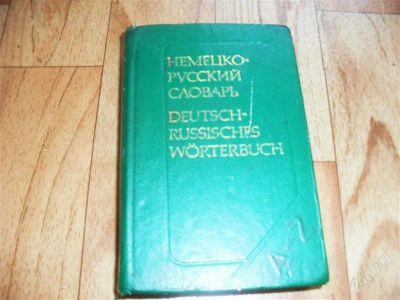 НЕМЕЦКО-
РУССКИЙ
СЛОВАРЬ
DEUTSCH-
RUSSISCHES
WÖRTERBUCH